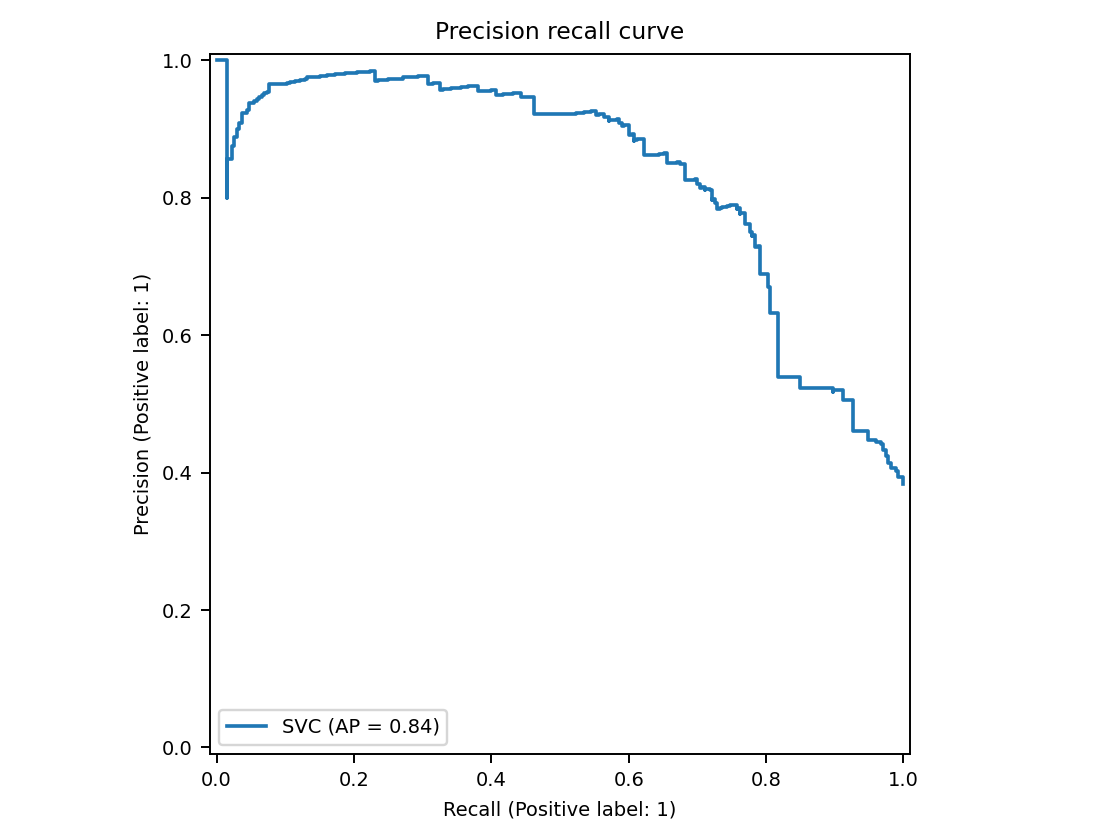 Precision recall curve
1.0
0.8
0.6
0.4
0.2
0.0
Precision (Positive label: 1)
SVC (AP = 0.84)
0.0 0.2 0.4 0.6 0.8 1.0
Recall (Positive label: 1)